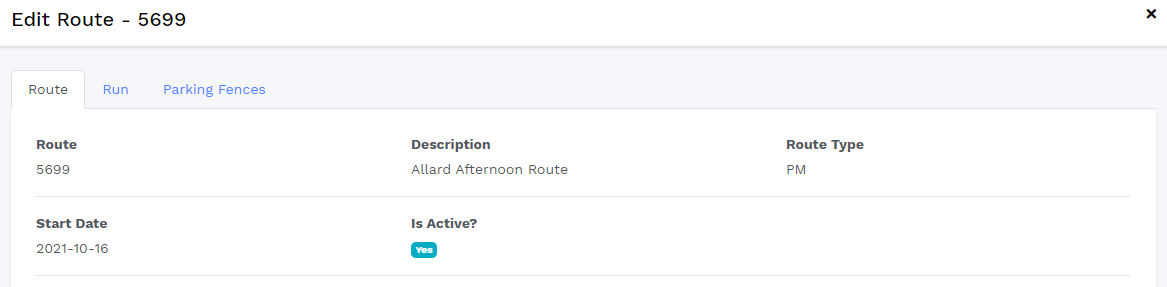 Edit Route - 5699
×
Route Run Parking Fences
Route Description Route Type
5699 Allard Afternoon Route PM
Start Date Is Active?
2021-10-16 Yes